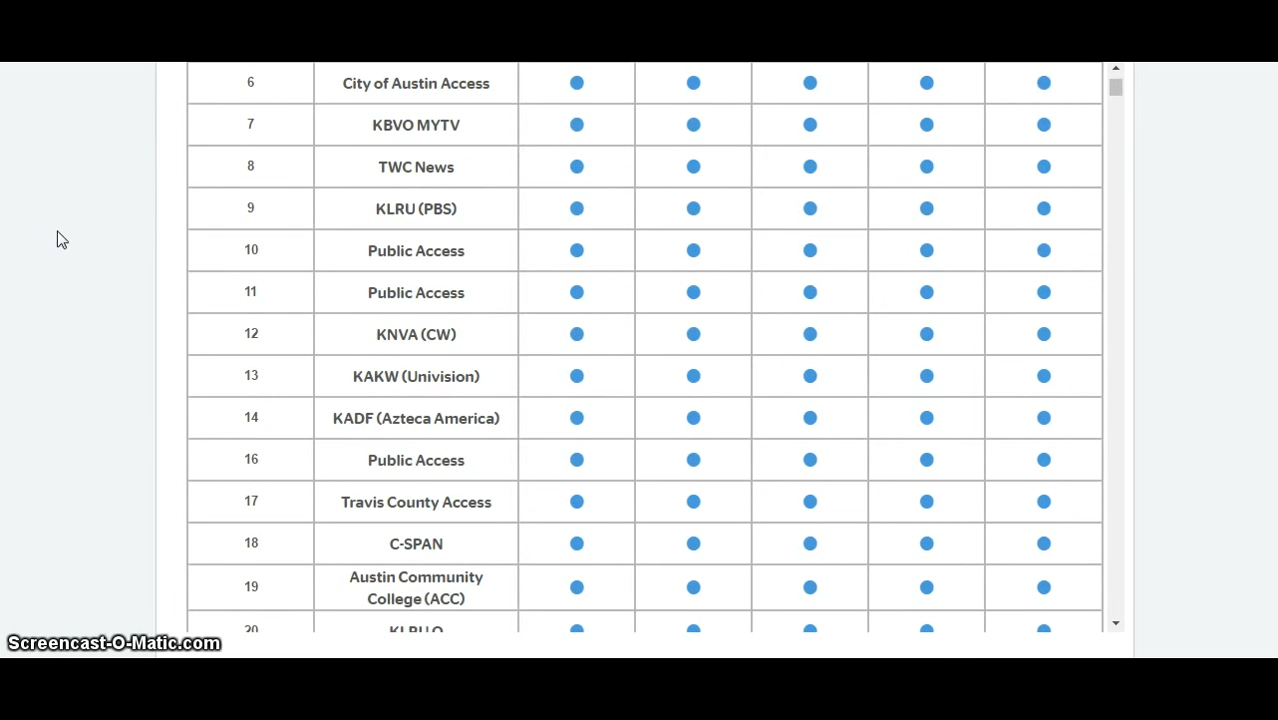 6 City of Austin Access
7 KBVO MYTV
8 TWC News
9 KLRU (PBS)
10 Public Access
11 Public Access
12 KNVA (CW)
13 KAKW (Univision)
14 KADF (Azteca America)
16 Public Access
17 Travis County Access
18 C-SPAN
19 Austin Community
College (ACC)
20 KLRU Q
Screencast-O-Matic.com